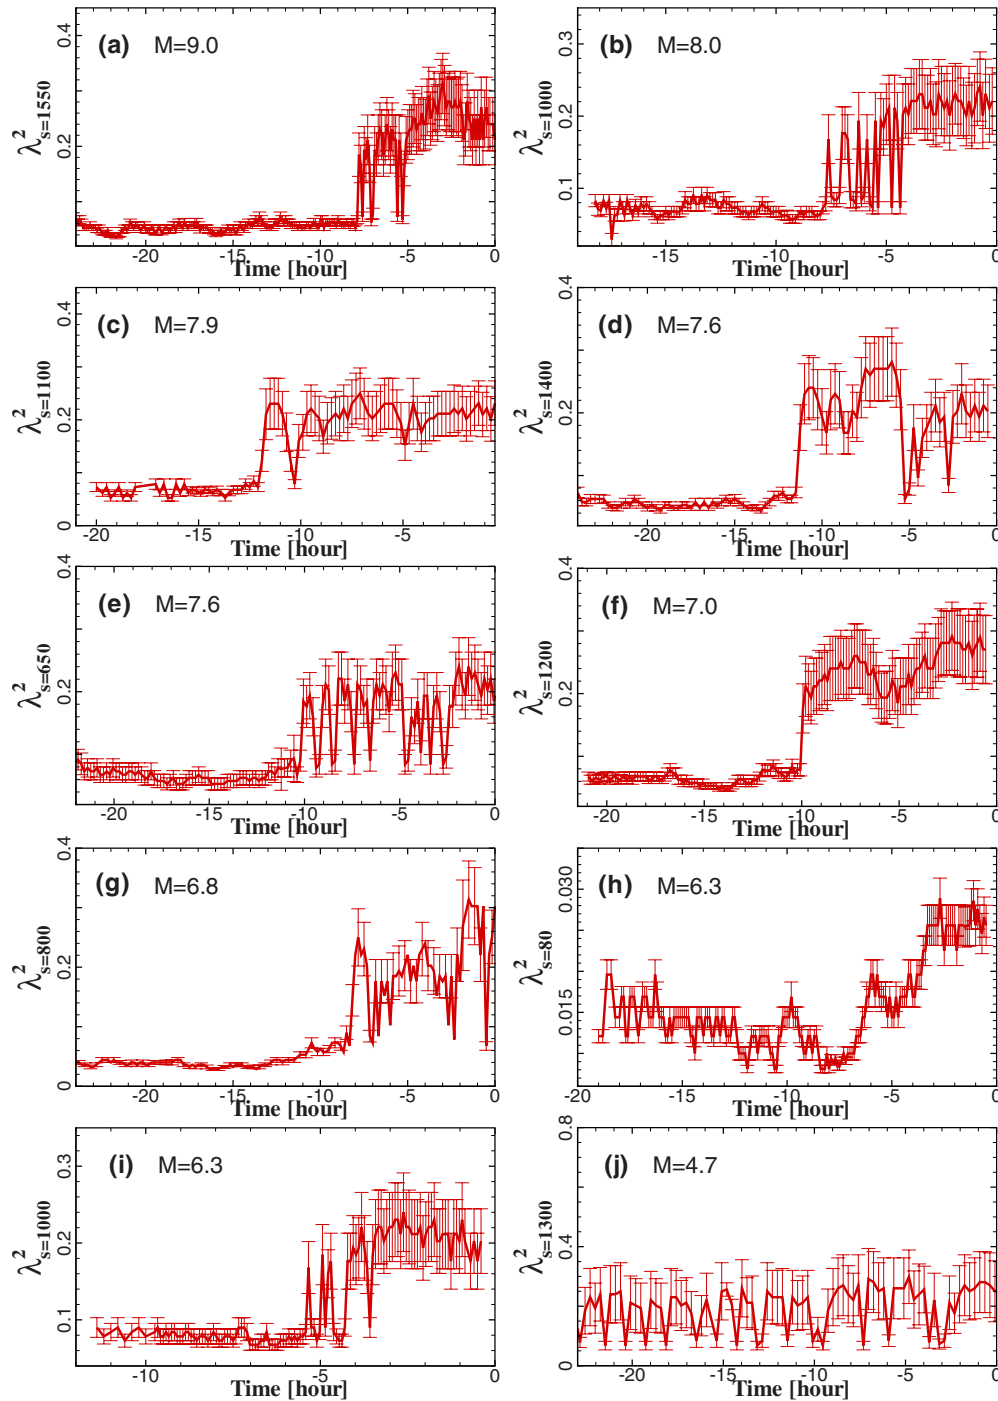 (a) M=9.0
0.4
0.2
λ²s=1550
-20 -15 -10 -5 0
Time [hour]
(b) M=8.0
0.3
0.2
0.1
λ²s=1000
-15 -10 -5 0
Time [hour]
(c) M=7.9
0.4
0.2
0
λ²s=1100
-20 -15 -10 -5
Time [hour]
(d) M=7.6
0.4
0.2
λ²s=1400
-20 -15 -10 -5 0
Time [hour]
(e) M=7.6
0.4
0.2
λ²s=650
-20 -15 -10 -5 0
Time [hour]
(f) M=7.0
0.4
0.2
λ²s=1200
-20 -15 -10 -5 0
Time [hour]
(g) M=6.8
0.4
0.2
0
λ²s=800
-20 -15 -10 -5 0
Time [hour]
(h) M=6.3
0.030
0.015
λ²s=80
-20 -15 -10 -5 0
Time [hour]
(i) M=6.3
0.3
0.2
0.1
λ²s=1000
-10 -5 0
Time [hour]
(j) M=4.7
0.8
0.4
0
λ²s=1300
-20 -15 -10 -5 0
Time [hour]